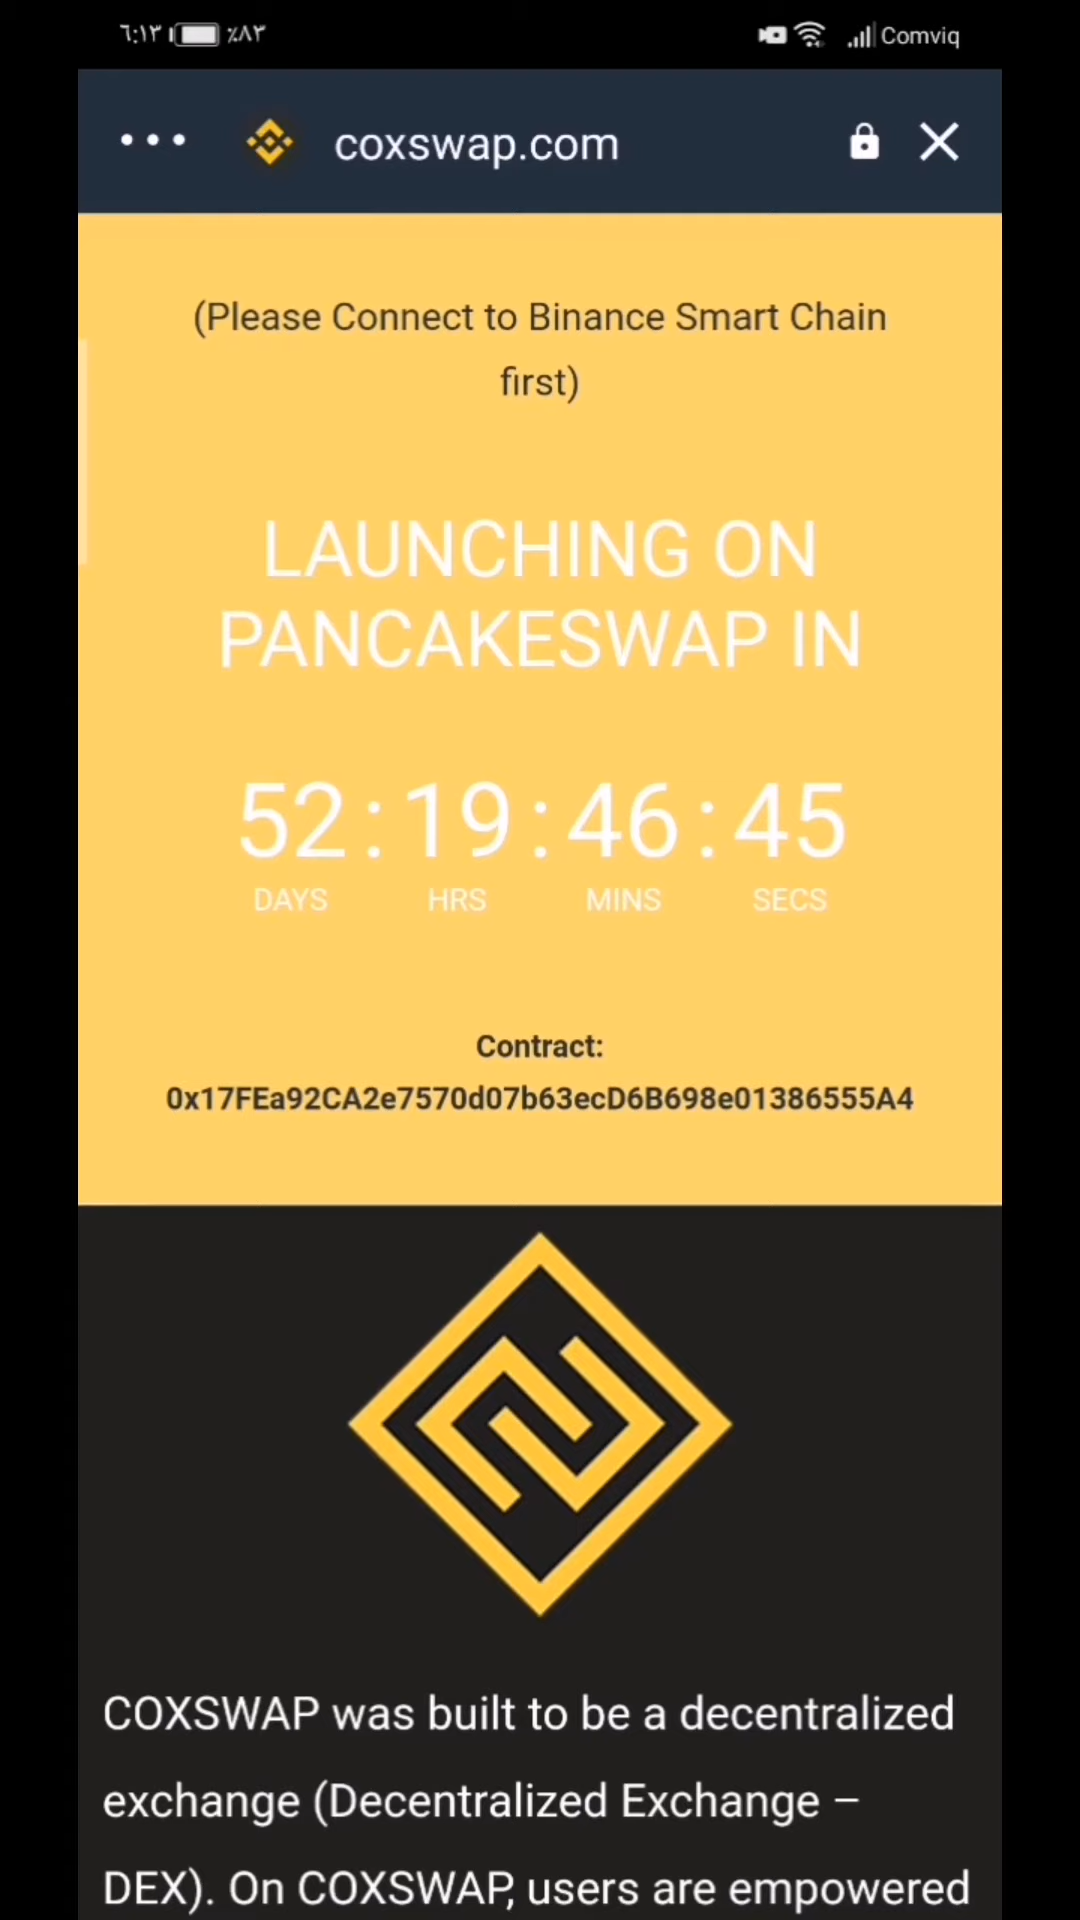 ٦:١٣ ٪٨٣ Comviq
coxswap.com
(Please Connect to Binance Smart Chain
first)
LAUNCHING ON
PANCAKESWAP IN
52 : 19 : 46 : 45
DAYS HRS MINS SECS
Contract:
0x17FEa92CA2e7570d07b63ecD6B698e01386555A4
COXSWAP was built to be a decentralized
exchange (Decentralized Exchange –
DEX). On COXSWAP, users are empowered